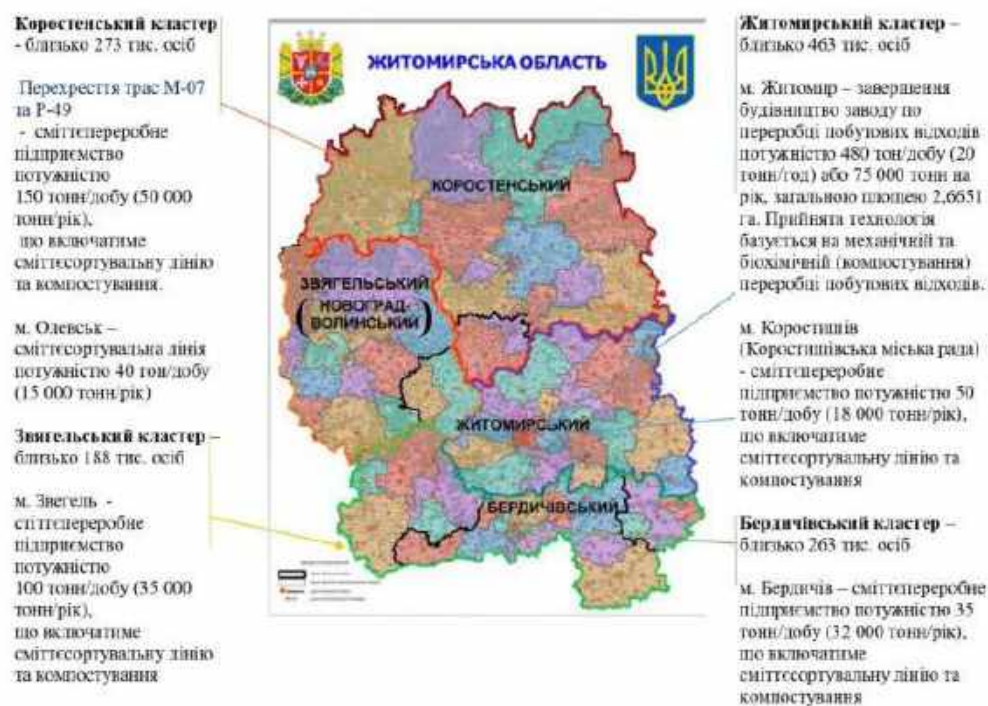 Коростенський кластер
- близько 273 тис. осіб
Перехрестя трас М-07
та Р-49
- сміттєпереробне
підприємство
потужністю
150 тонн/добу (50 000
тонн/рік),
що включатиме
сміттєсортувальну лінію
та компостування.
м. Олевськ –
сміттєсортувальна лінія
потужністю 40 тон/добу
(15 000 тонн/рік)
Звягельський кластер –
близько 188 тис. осіб
м. Звегель -
спіттєпереробне
підприємство
потужністю
100 тонн/добу (35 000
тонн/рік),
що включатиме
сміттєсортувальну лінію
та компостування
ЖИТОМИРСЬКА ОБЛАСТЬ
КОРОСТЕНСЬКИЙ
ЗВЯГЕЛЬСЬКИЙ
(НОВОГРАД-
ВОЛИНСЬКИЙ)
ЖИТОМИРСЬКИЙ
БЕРДИЧІВСЬКИЙ
Житомирський кластер –
близько 463 тис. осіб
м. Житомир – завершення
будівництво заводу по
переробці побутових відходів
потужністю 480 тон/добу (20
тонн/год) або 75 000 тонн на
рік, загальною площею 2,6651
га. Прийнята технологія
базується на механічній та
біохімічній (компостування)
переробці побутових відходів.
м. Коростишів
(Коростишівська міська рада)
- сміттєпереробне
підприємство потужністю 50
тонн/добу (18 000 тонн/рік),
що включатиме
сміттєсортувальну лінію та
компостування
Бердичівський кластер –
близько 263 тис. осіб
м. Бердичів – сміттєпереробне
підприємство потужністю 35
тонн/добу (32 000 тонн/рік),
що включатиме
сміттєсортувальну лінію та
компостування